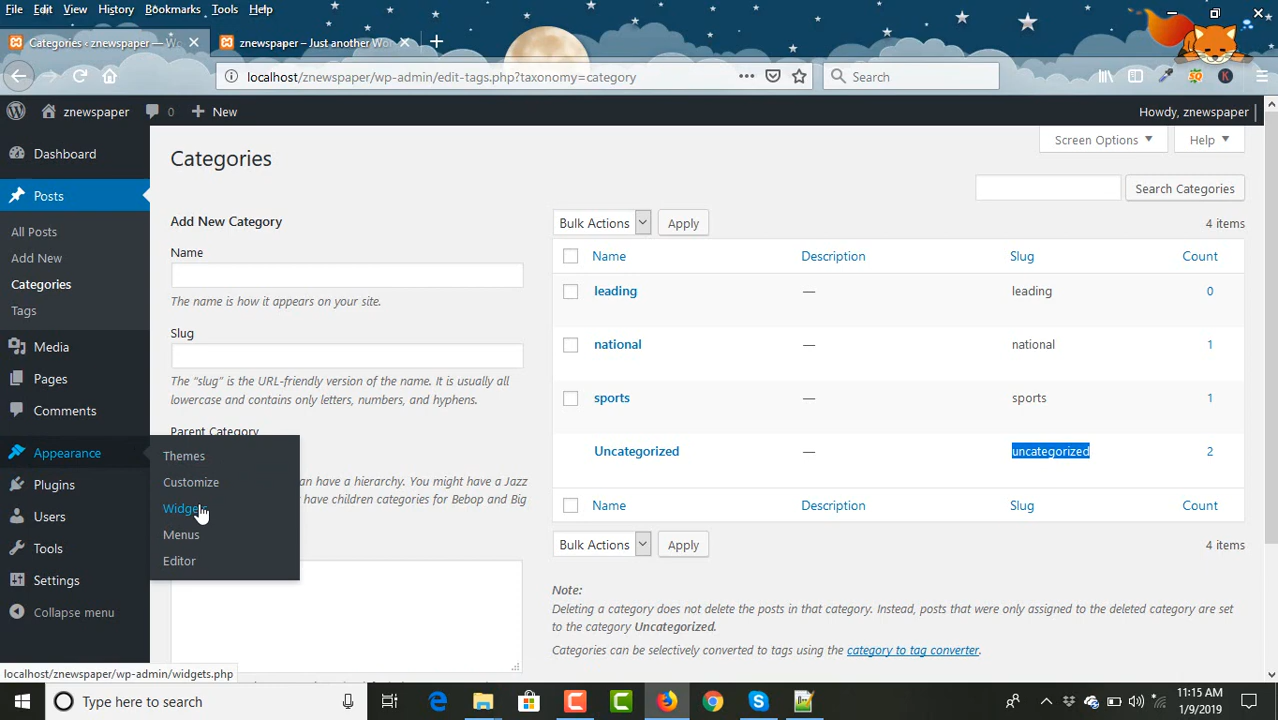 File Edit View History Bookmarks Tools Help
Categories ‹ znewspaper — Wo
znewspaper – Just another Wo
localhost/znewspaper/wp-admin/edit-tags.php?taxonomy=category
Search
znewspaper
0
New
Howdy, znewspaper
Dashboard
Posts
All Posts
Add New
Categories
Tags
Media
Pages
Comments
Appearance
Plugins
Users
Tools
Settings
Collapse menu
Themes
Customize
Widgets
Menus
Editor
Screen Options
Help
Categories
Search Categories
Add New Category
Name
The name is how it appears on your site.
Slug
The “slug” is the URL-friendly version of the name. It is usually all
lowercase and contains only letters, numbers, and hyphens.
Parent Category
an have a hierarchy. You might have a Jazz
have children categories for Bebop and Big
Bulk Actions Apply 4 items
Name Description Slug Count
leading — leading 0
national — national 1
sports — sports 1
Uncategorized uncategorized 2
Name Description Slug Count
Bulk Actions Apply 4 items
Note:
Deleting a category does not delete the posts in that category. Instead, posts that were only assigned to the deleted category are set
to the category Uncategorized.
Categories can be selectively converted to tags using the category to tag converter.
localhost/znewspaper/wp-admin/widgets.php
Type here to search
11:15 AM
1/9/2019